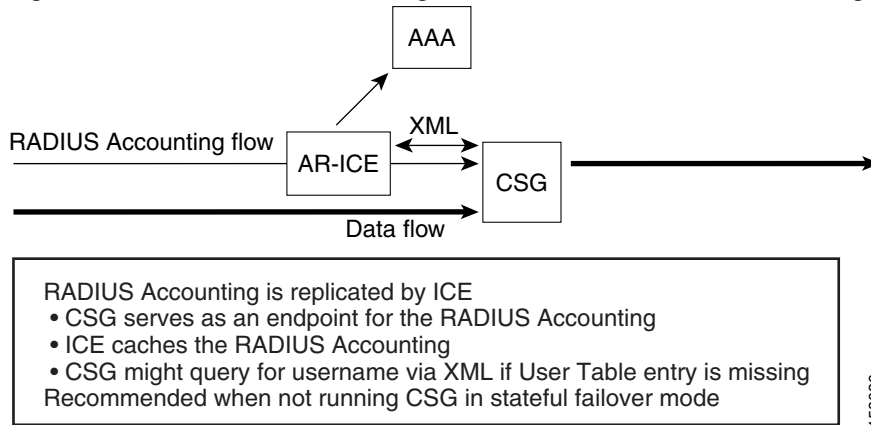 AAA
XML
RADIUS Accounting flow
AR-ICE
CSG
Data flow
RADIUS Accounting is replicated by ICE
• CSG serves as an endpoint for the RADIUS Accounting
• ICE caches the RADIUS Accounting
• CSG might query for username via XML if User Table entry is missing
Recommended when not running CSG in stateful failover mode